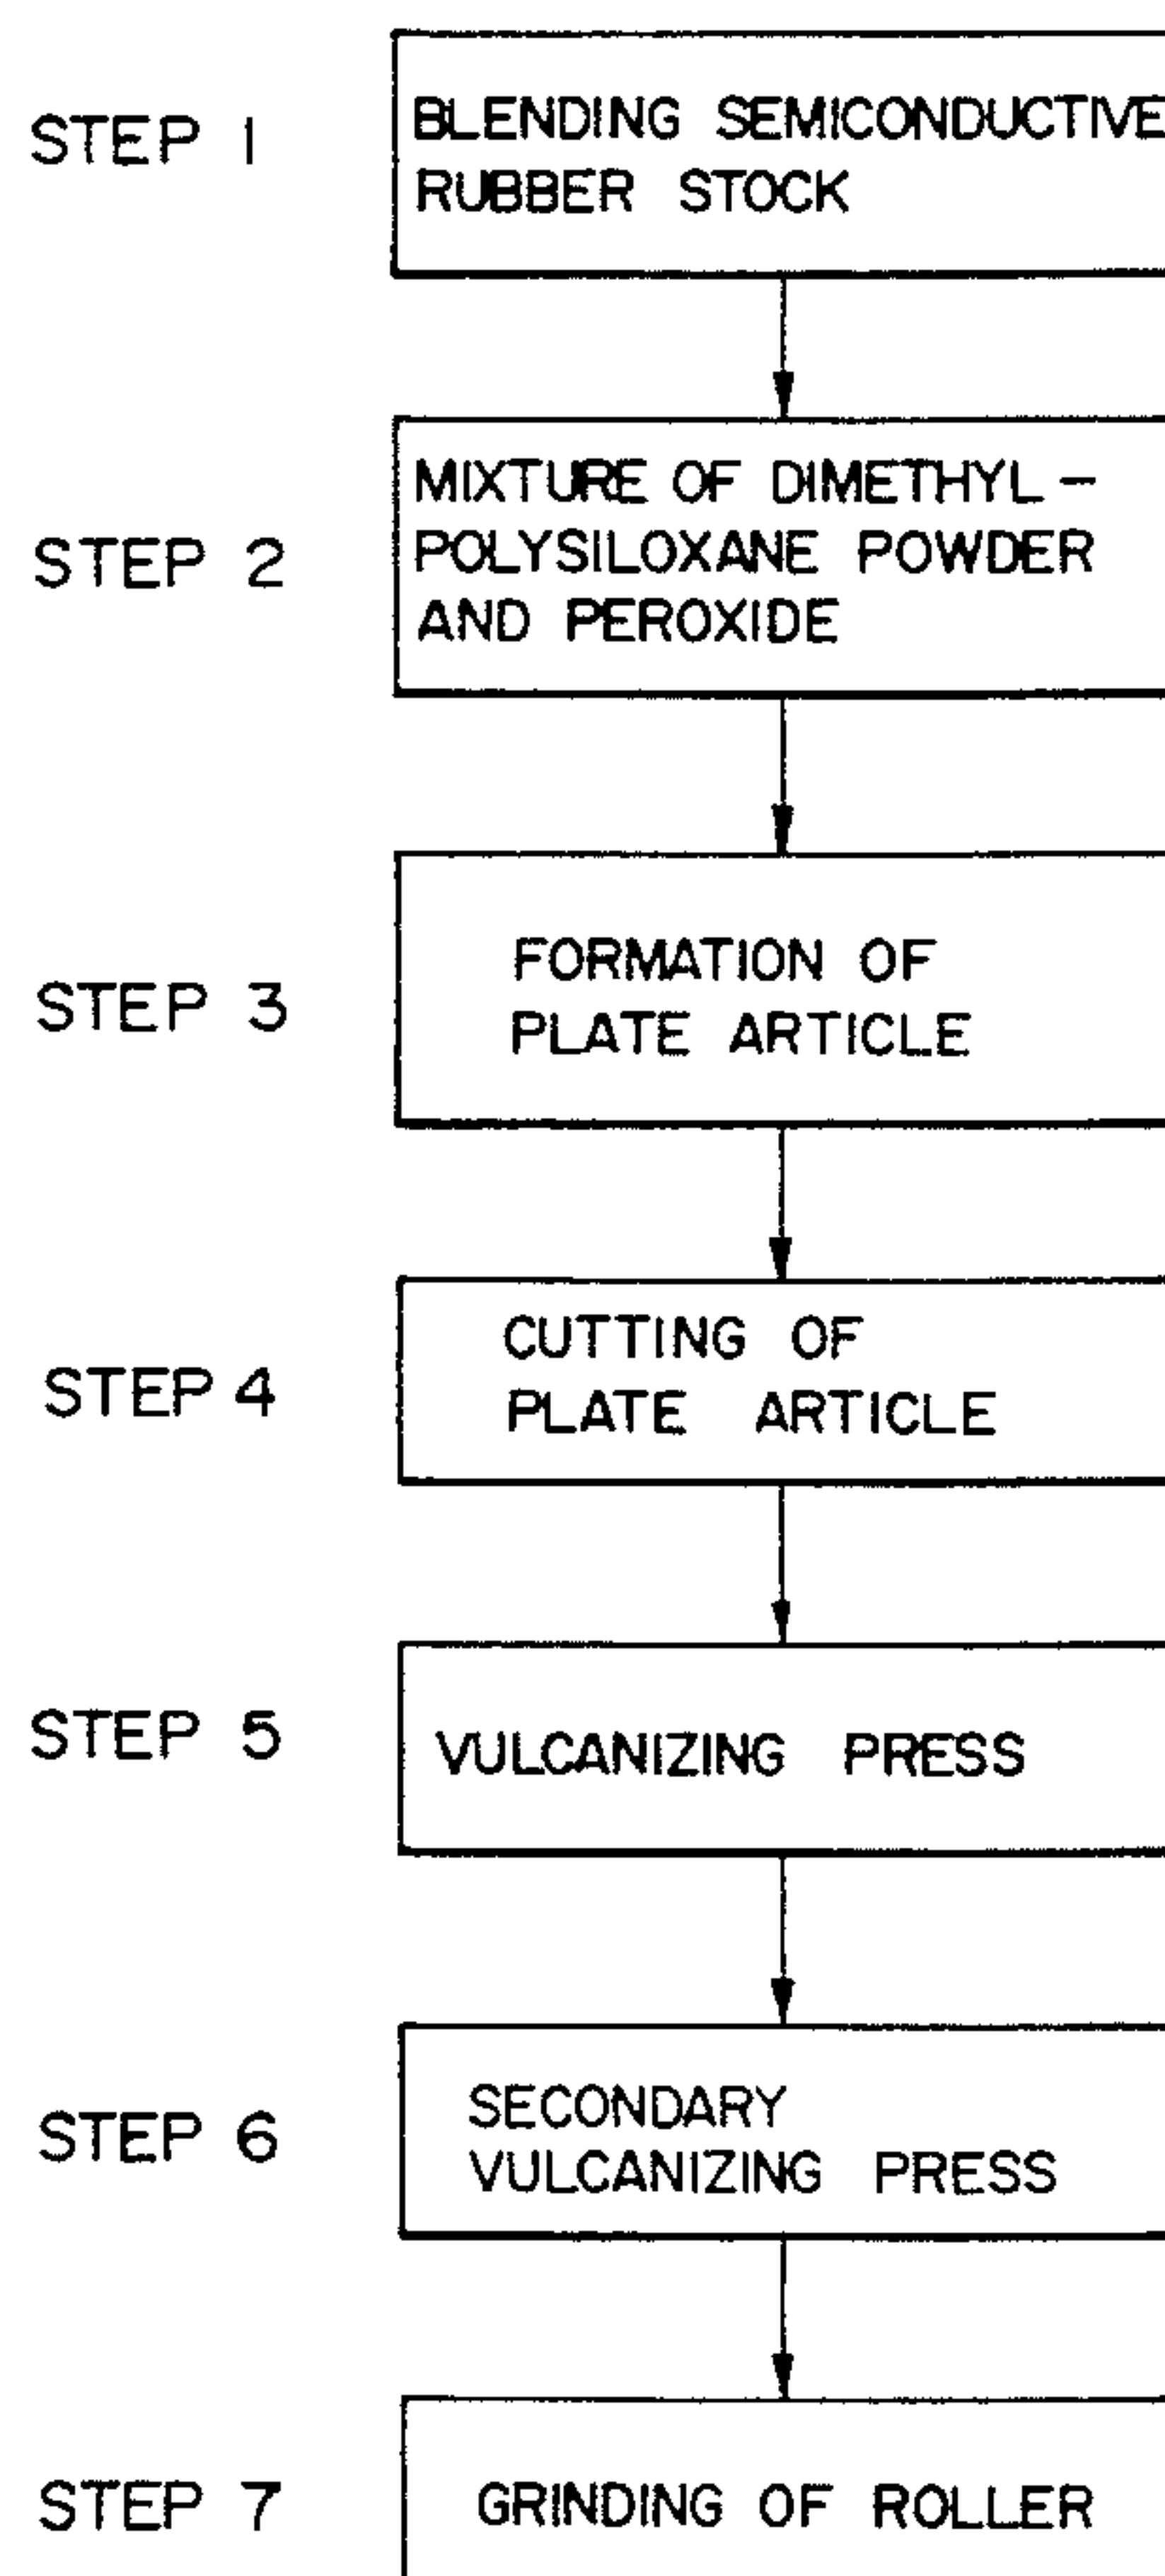 STEP 1
BLENDING SEMICONDUCTIVE
RUBBER STOCK
STEP 2
MIXTURE OF DIMETHYL-
POLYSILOXANE POWDER
AND PEROXIDE
STEP 3
FORMATION OF
PLATE ARTICLE
STEP 4
CUTTING OF
PLATE ARTICLE
STEP 5
VULCANIZING PRESS
STEP 6
SECONDARY
VULCANIZING PRESS
STEP 7
GRINDING OF ROLLER